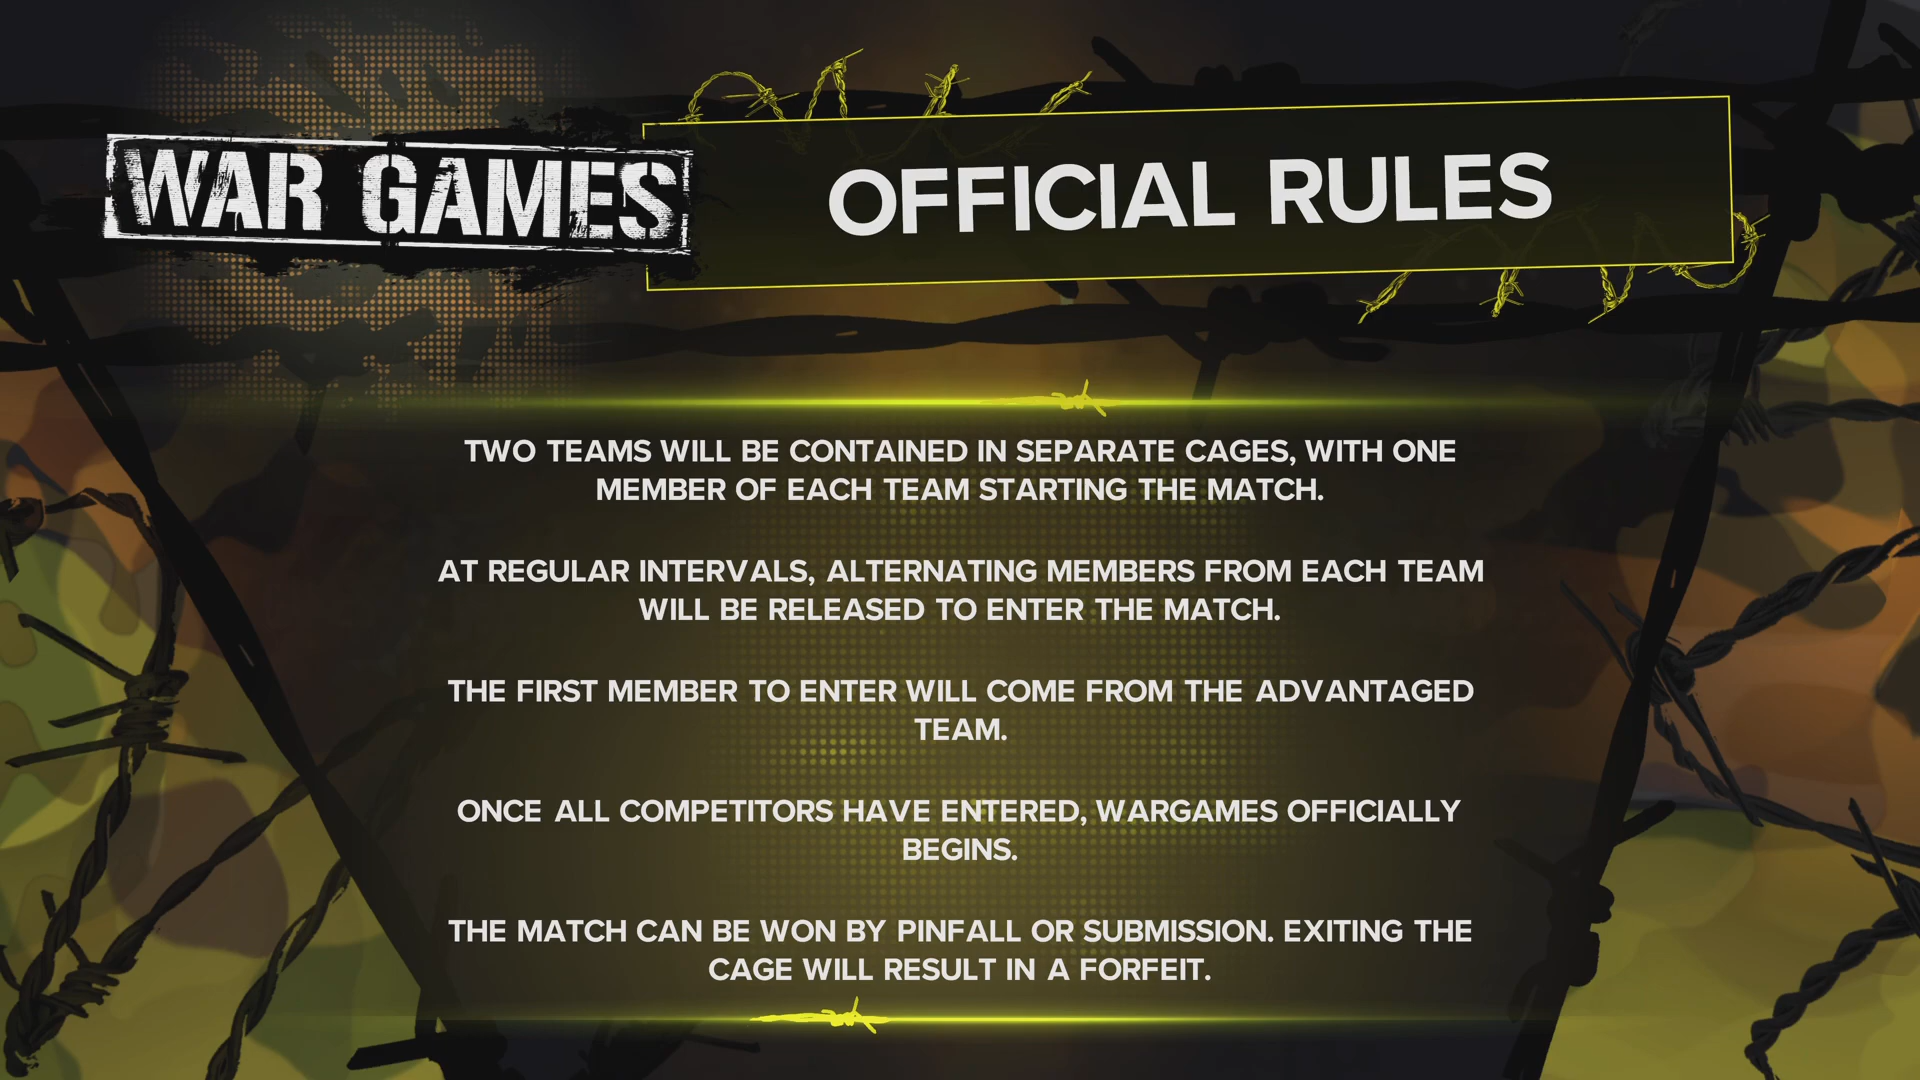 WAR GAMES
OFFICIAL RULES
TWO TEAMS WILL BE CONTAINED IN SEPARATE CAGES, WITH ONE
MEMBER OF EACH TEAM STARTING THE MATCH.
AT REGULAR INTERVALS, ALTERNATING MEMBERS FROM EACH TEAM
WILL BE RELEASED TO ENTER THE MATCH.
THE FIRST MEMBER TO ENTER WILL COME FROM THE ADVANTAGED
TEAM.
ONCE ALL COMPETITORS HAVE ENTERED, WARGAMES OFFICIALLY
BEGINS.
THE MATCH CAN BE WON BY PINFALL OR SUBMISSION. EXITING THE
CAGE WILL RESULT IN A FORFEIT.